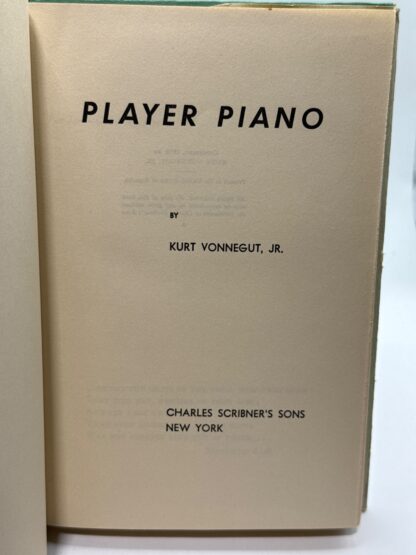 PLAYER PIANO
BY
KURT VONNEGUT, JR.
CHARLES SCRIBNER'S SONS
NEW YORK